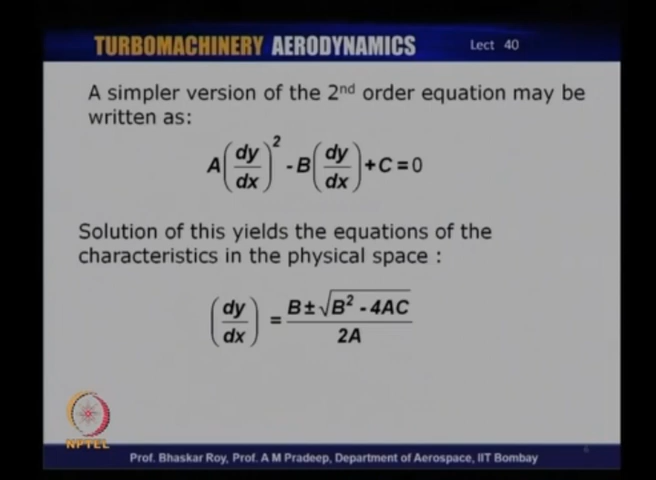 TURBOMACHINERY AERODYNAMICS Lect 40
A simpler version of the 2nd order equation may be
written as:
A(dy/dx)² - B(dy/dx) + C = 0
Solution of this yields the equations of the
characteristics in the physical space :
(dy/dx) = B±√B² - 4AC / 2A
NPTEL
Prof. Bhaskar Roy, Prof. A M Pradeep, Department of Aerospace, IIT Bombay